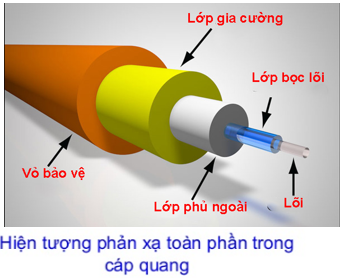 Lớp gia cường
Lớp bọc lõi
Vỏ bảo vệ
Lớp phủ ngoài
Lõi
Hiện tượng phản xạ toàn phần trong
cáp quang